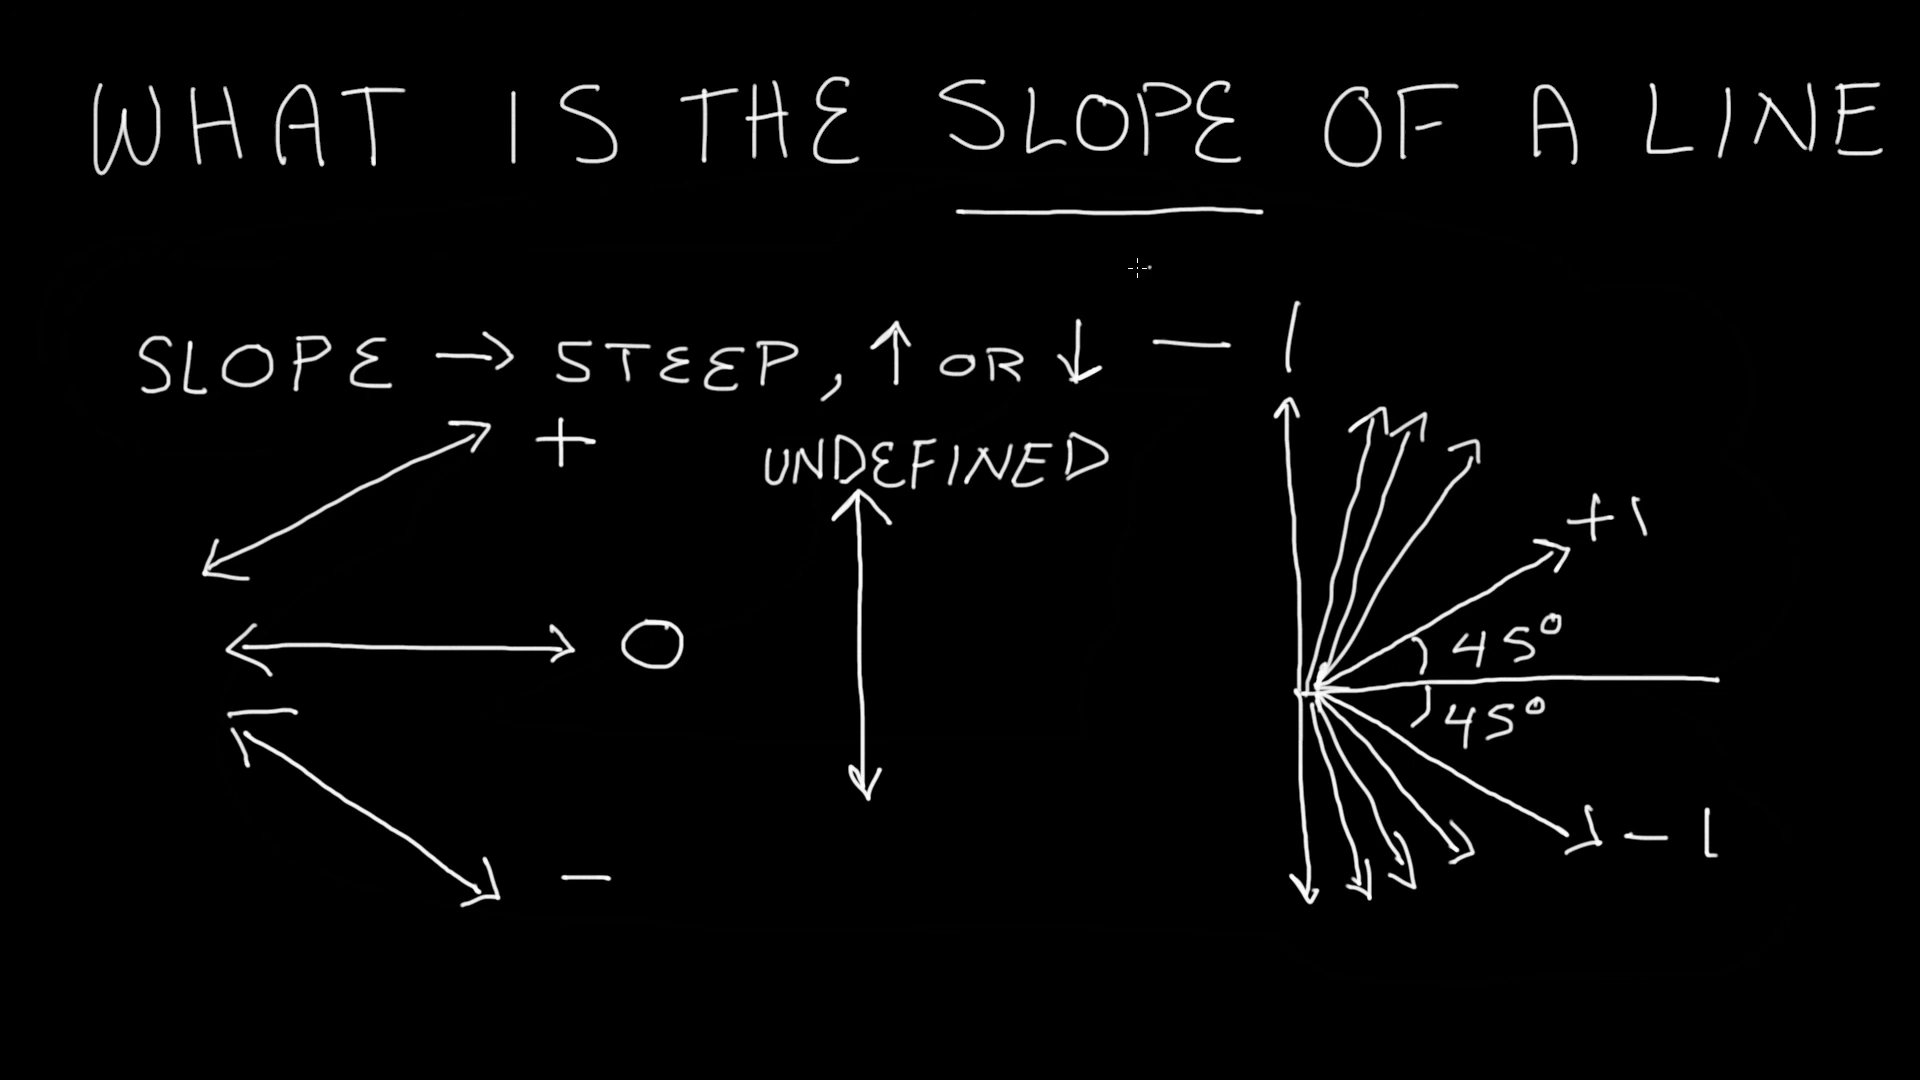 WHAT IS THE SLOPE OF A LINE
SLOPE → STEEP, ↑ OR ↓ — |
+
UNDEFINED
+1
45°
0
45°
- 1
-